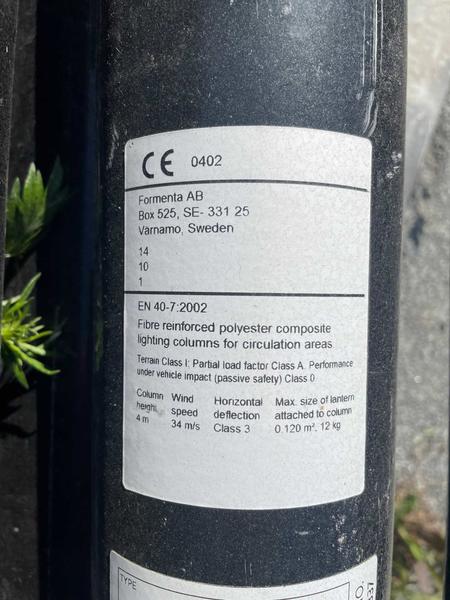 CE 0402
Formenta AB
Box 525, SE- 331 25
Värnamo, Sweden
14
10
1
EN 40-7:2002
Fibre reinforced polyester composite
lighting columns for circulation areas
Terrain Class I: Partial load factor Class A. Performance
under vehicle impact (passive safety) Class 0
Column Wind Horizontal Max. size of lantern
height, speed deflection attached to column
4 m 34 m/s Class 3 0,120 m², 12 kg
TYPE